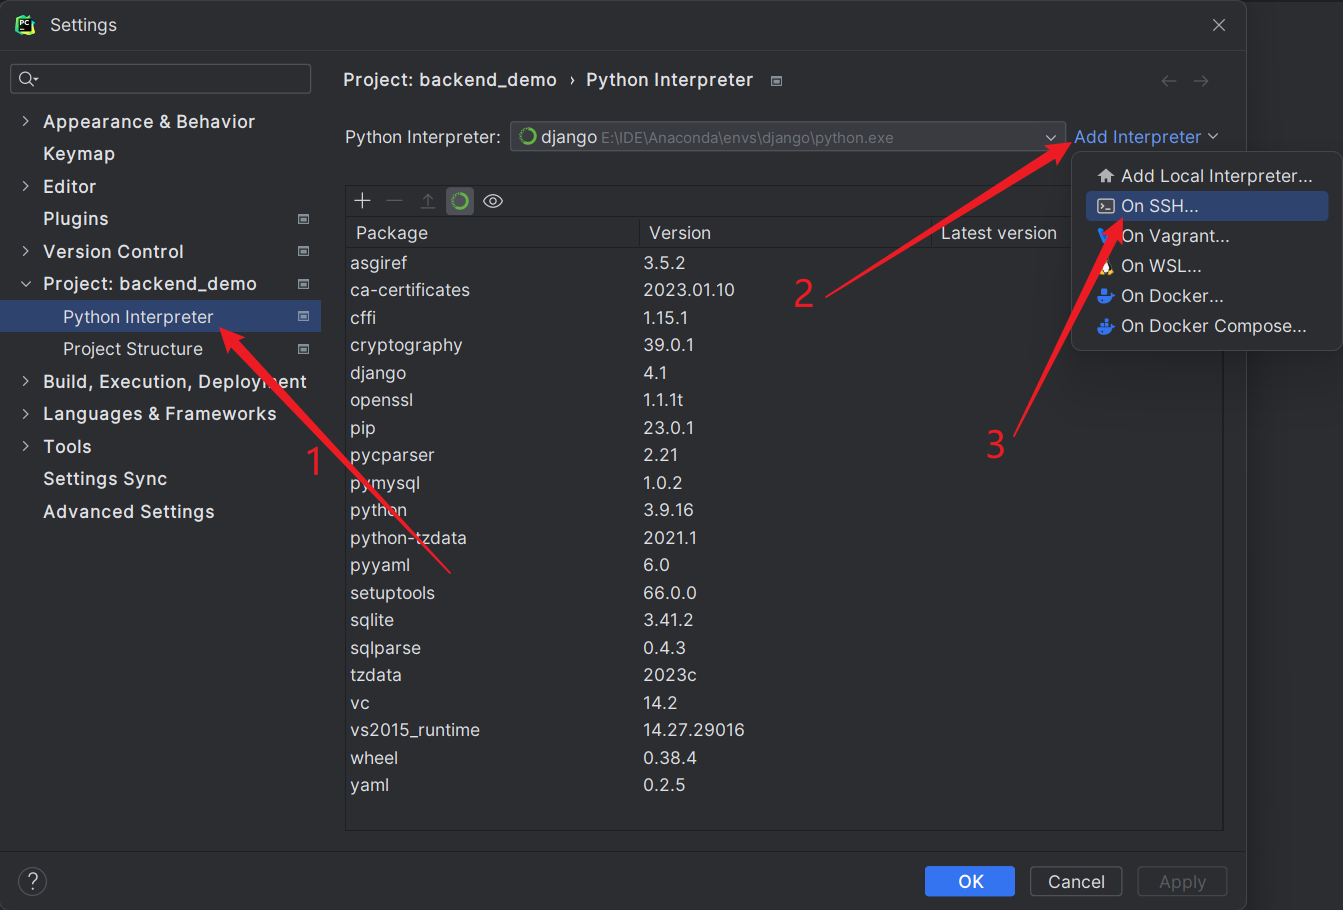 PC
Settings
Project: backend_demo › Python Interpreter
Appearance & Behavior
Keymap
Editor
Plugins
Version Control
Project: backend_demo
Python Interpreter
Project Structure
Build, Execution, Deployment
Languages & Frameworks
Tools
Settings Sync
Advanced Settings
Python Interpreter: django E:\IDE\Anaconda\envs\django\python.exe Add Interpreter
Add Local Interpreter...
On SSH...
On Vagrant...
On WSL...
On Docker...
On Docker Compose...
Package Version Latest version
asgiref 3.5.2
ca-certificates 2023.01.10
cffi 1.15.1
cryptography 39.0.1
django 4.1
openssl 1.1.1t
pip 23.0.1
pycparser 2.21
pymysql 1.0.2
python 3.9.16
python-tzdata 2021.1
pyyaml 6.0
setuptools 66.0.0
sqlite 3.41.2
sqlparse 0.4.3
tzdata 2023c
vc 14.2
vs2015_runtime 14.27.29016
wheel 0.38.4
yaml 0.2.5
1
2
3
? OK Cancel Apply